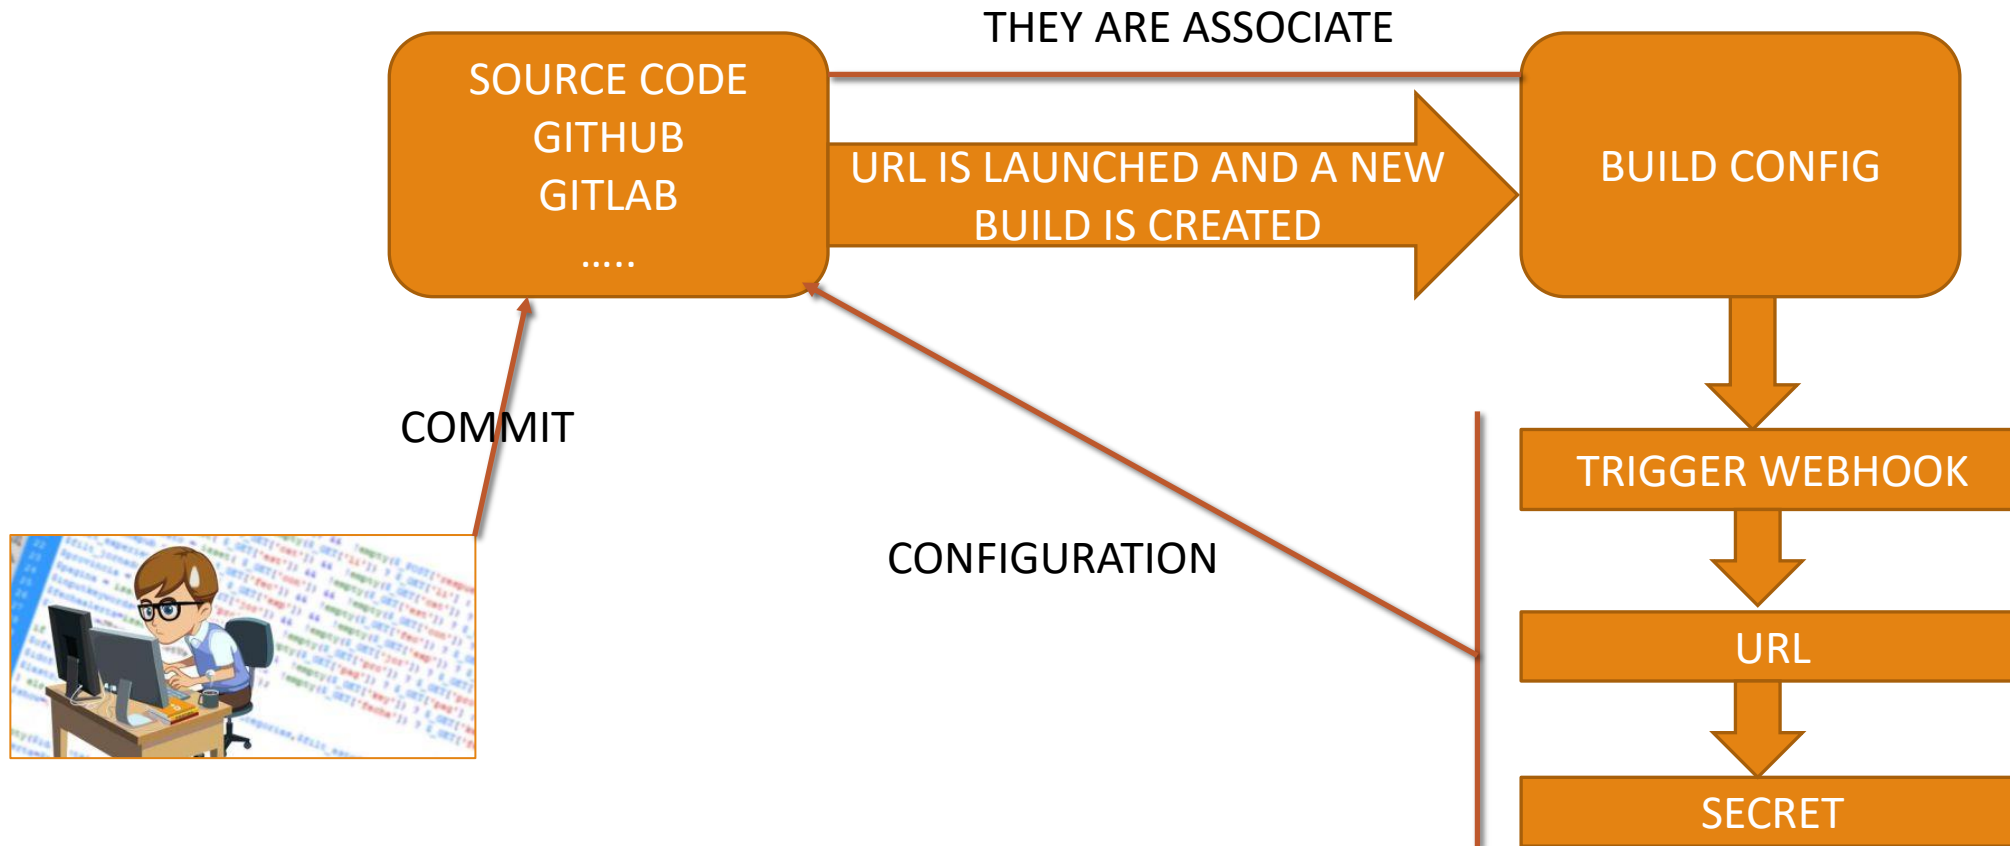 THEY ARE ASSOCIATE
SOURCE CODE
GITHUB
GITLAB
.....
URL IS LAUNCHED AND A NEW
BUILD IS CREATED
BUILD CONFIG
COMMIT
CONFIGURATION
TRIGGER WEBHOOK
URL
SECRET